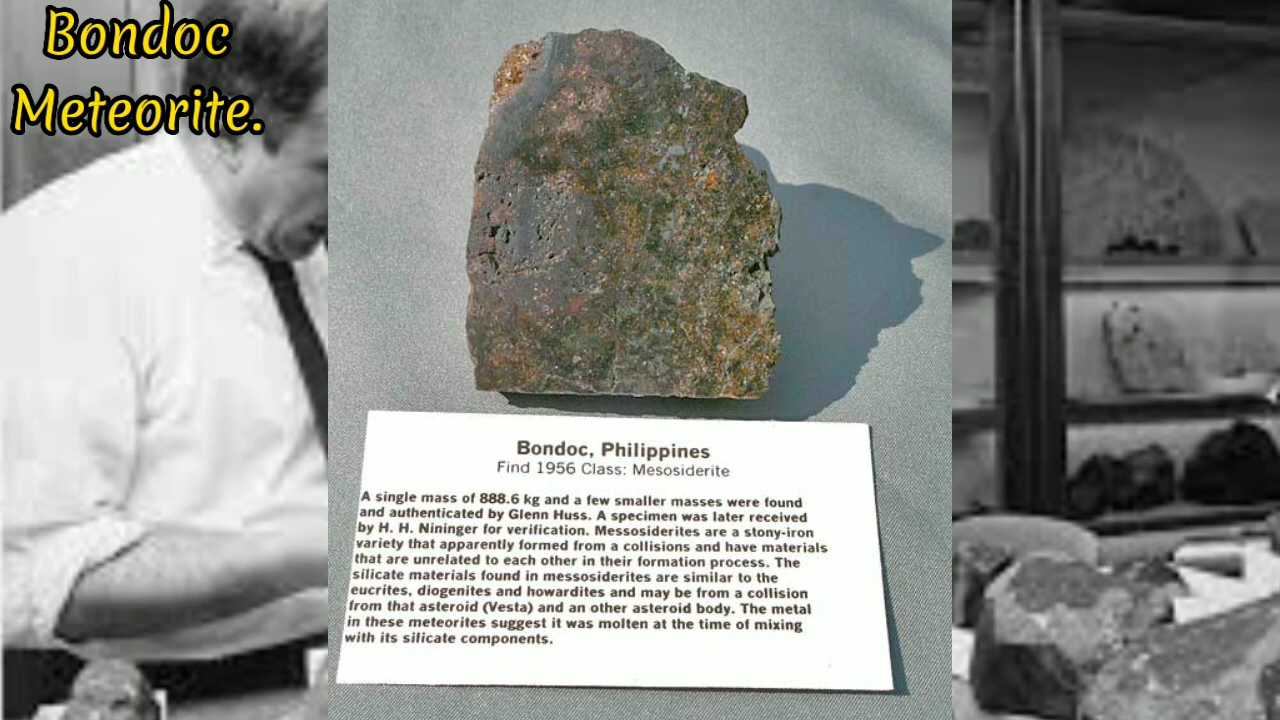 Bondoc
Meteorite.
Bondoc, Philippines
Find 1956 Class: Mesosiderite
A single mass of 888.6 kg and a few smaller masses were found
and authenticated by Glenn Huss. A specimen was later received
by H. H. Nininger for verification. Messosiderites are a stony-iron
variety that apparently formed from a collisions and have materials
that are unrelated to each other in their formation process. The
silicate materials found in messosiderites are similar to the
eucrites, diogenites and howardites and may be from a collision
from that asteroid (Vesta) and an other asteroid body. The metal
in these meteorites suggest it was molten at the time of mixing
with its silicate components.